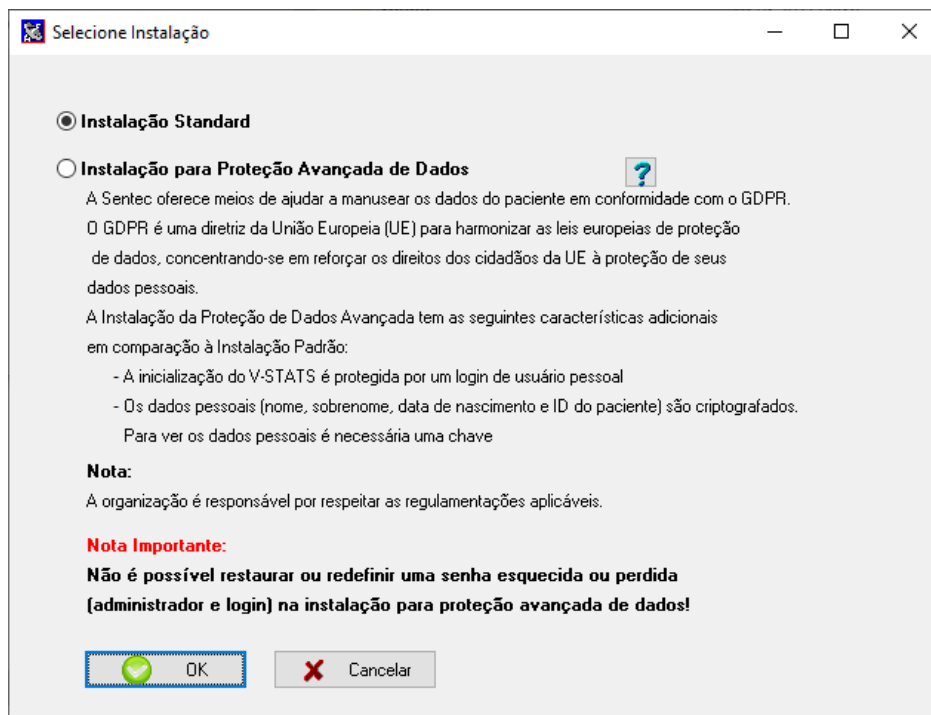 Selecione Instalação
Instalação Standard
Instalação para Proteção Avançada de Dados ?
A Sentec oferece meios de ajudar a manusear os dados do paciente em conformidade com o GDPR.
O GDPR é uma diretriz da União Europeia (UE) para harmonizar as leis europeias de proteção
de dados, concentrando-se em reforçar os direitos dos cidadãos da UE à proteção de seus
dados pessoais.
A Instalação da Proteção de Dados Avançada tem as seguintes características adicionais
em comparação à Instalação Padrão:
- A inicialização do V-STATS é protegida por um login de usuário pessoal
- Os dados pessoais (nome, sobrenome, data de nascimento e ID do paciente) são criptografados.
Para ver os dados pessoais é necessária uma chave
Nota:
A organização é responsável por respeitar as regulamentações aplicáveis.
Nota Importante:
Não é possível restaurar ou redefinir uma senha esquecida ou perdida
(administrador e login) na instalação para proteção avançada de dados!
OK Cancelar